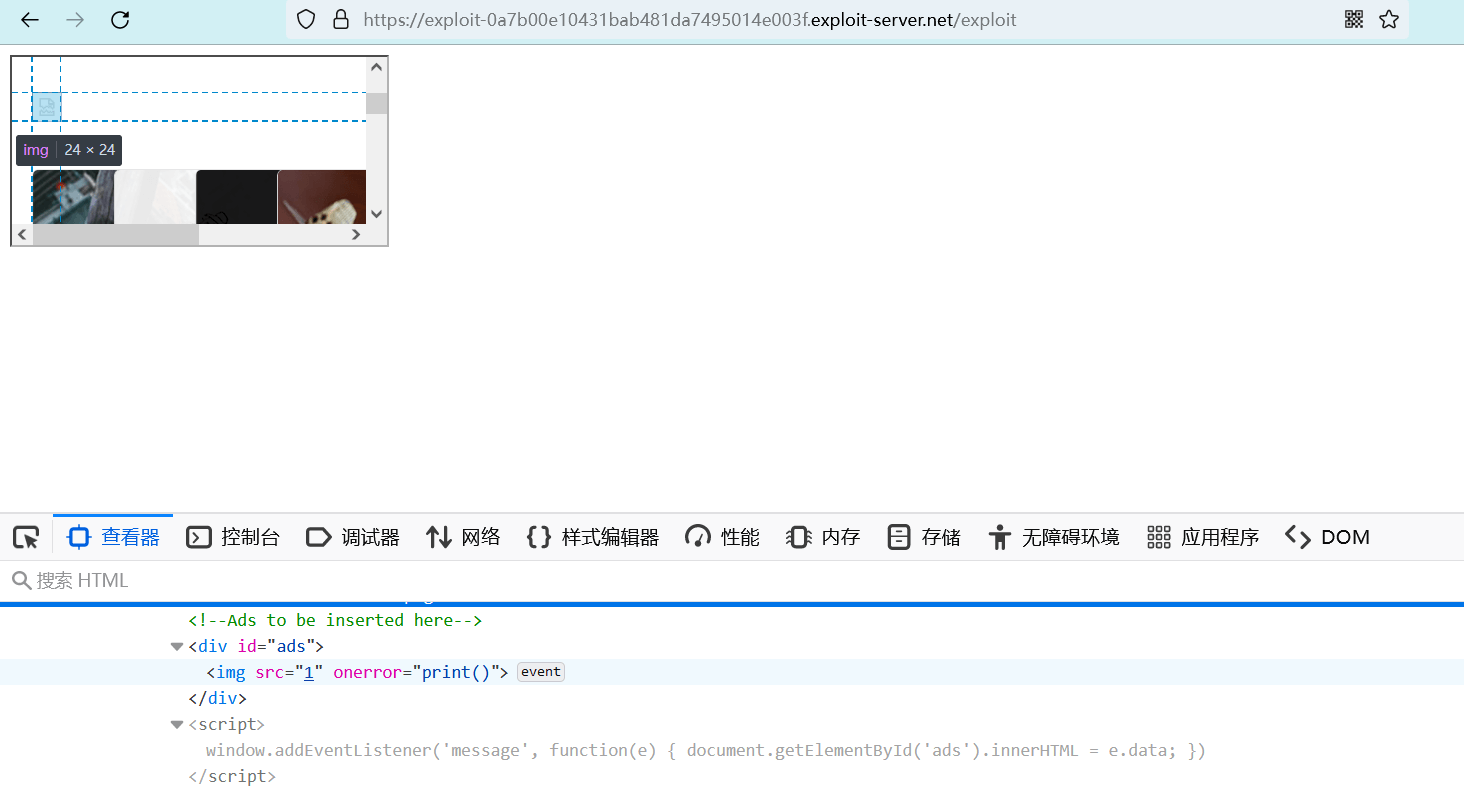 https://exploit-0a7b00e10431bab481da7495014e003f.exploit-server.net/exploit
img 24 × 24
查看器 控制台 调试器 网络 样式编辑器 性能 内存 存储 无障碍环境 应用程序 DOM
搜索 HTML
<!--Ads to be inserted here-->
<div id="ads">
<img src="1" onerror="print()"> event
</div>
<script>
window.addEventListener('message', function(e) { document.getElementById('ads').innerHTML = e.data; })
</script>